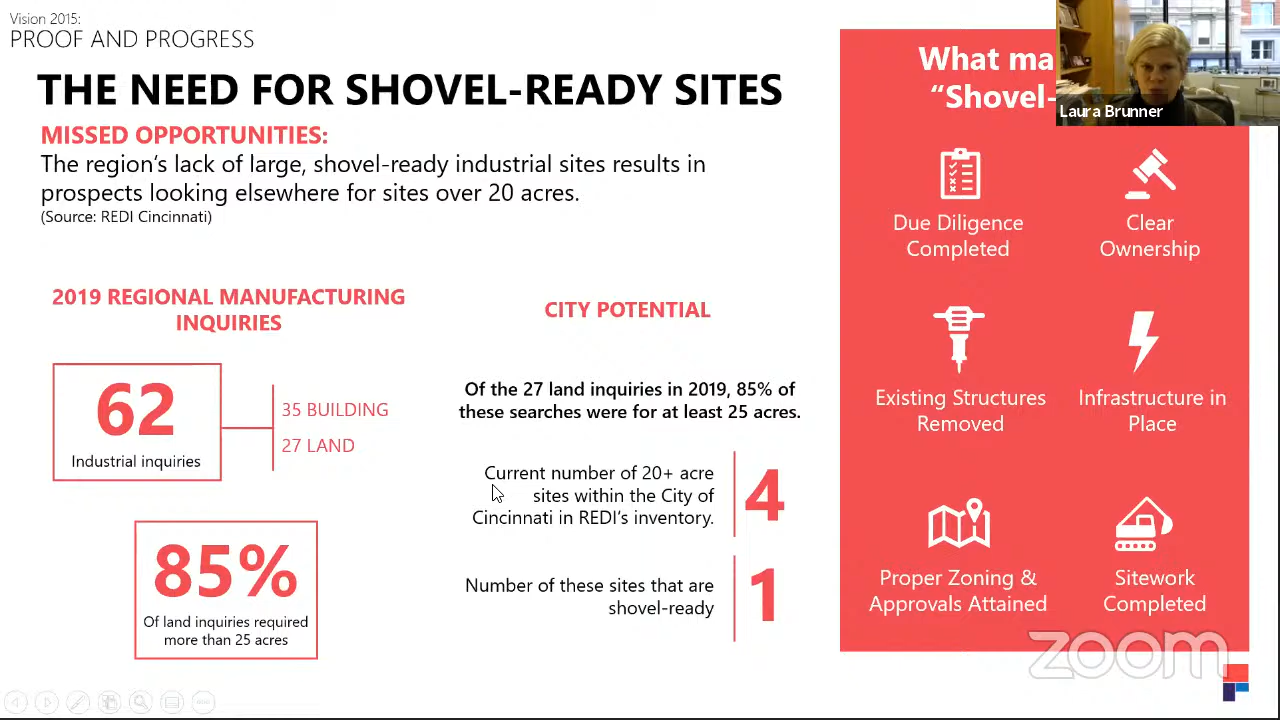 Vision 2015:
PROOF AND PROGRESS
THE NEED FOR SHOVEL-READY SITES
MISSED OPPORTUNITIES:
The region's lack of large, shovel-ready industrial sites results in
prospects looking elsewhere for sites over 20 acres.
(Source: REDI Cincinnati)
2019 REGIONAL MANUFACTURING
INQUIRIES
62
Industrial inquiries
35 BUILDING
27 LAND
85%
Of land inquiries required
more than 25 acres
CITY POTENTIAL
Of the 27 land inquiries in 2019, 85% of
these searches were for at least 25 acres.
Current number of 20+ acre
sites within the City of
Cincinnati in REDI's inventory.
4
Number of these sites that are
shovel-ready
1
What ma
“Shovel-
Laura Brunner
Due Diligence
Completed
Clear
Ownership
Existing Structures
Removed
Infrastructure in
Place
Proper Zoning &
Approvals Attained
Sitework
Completed
zoom